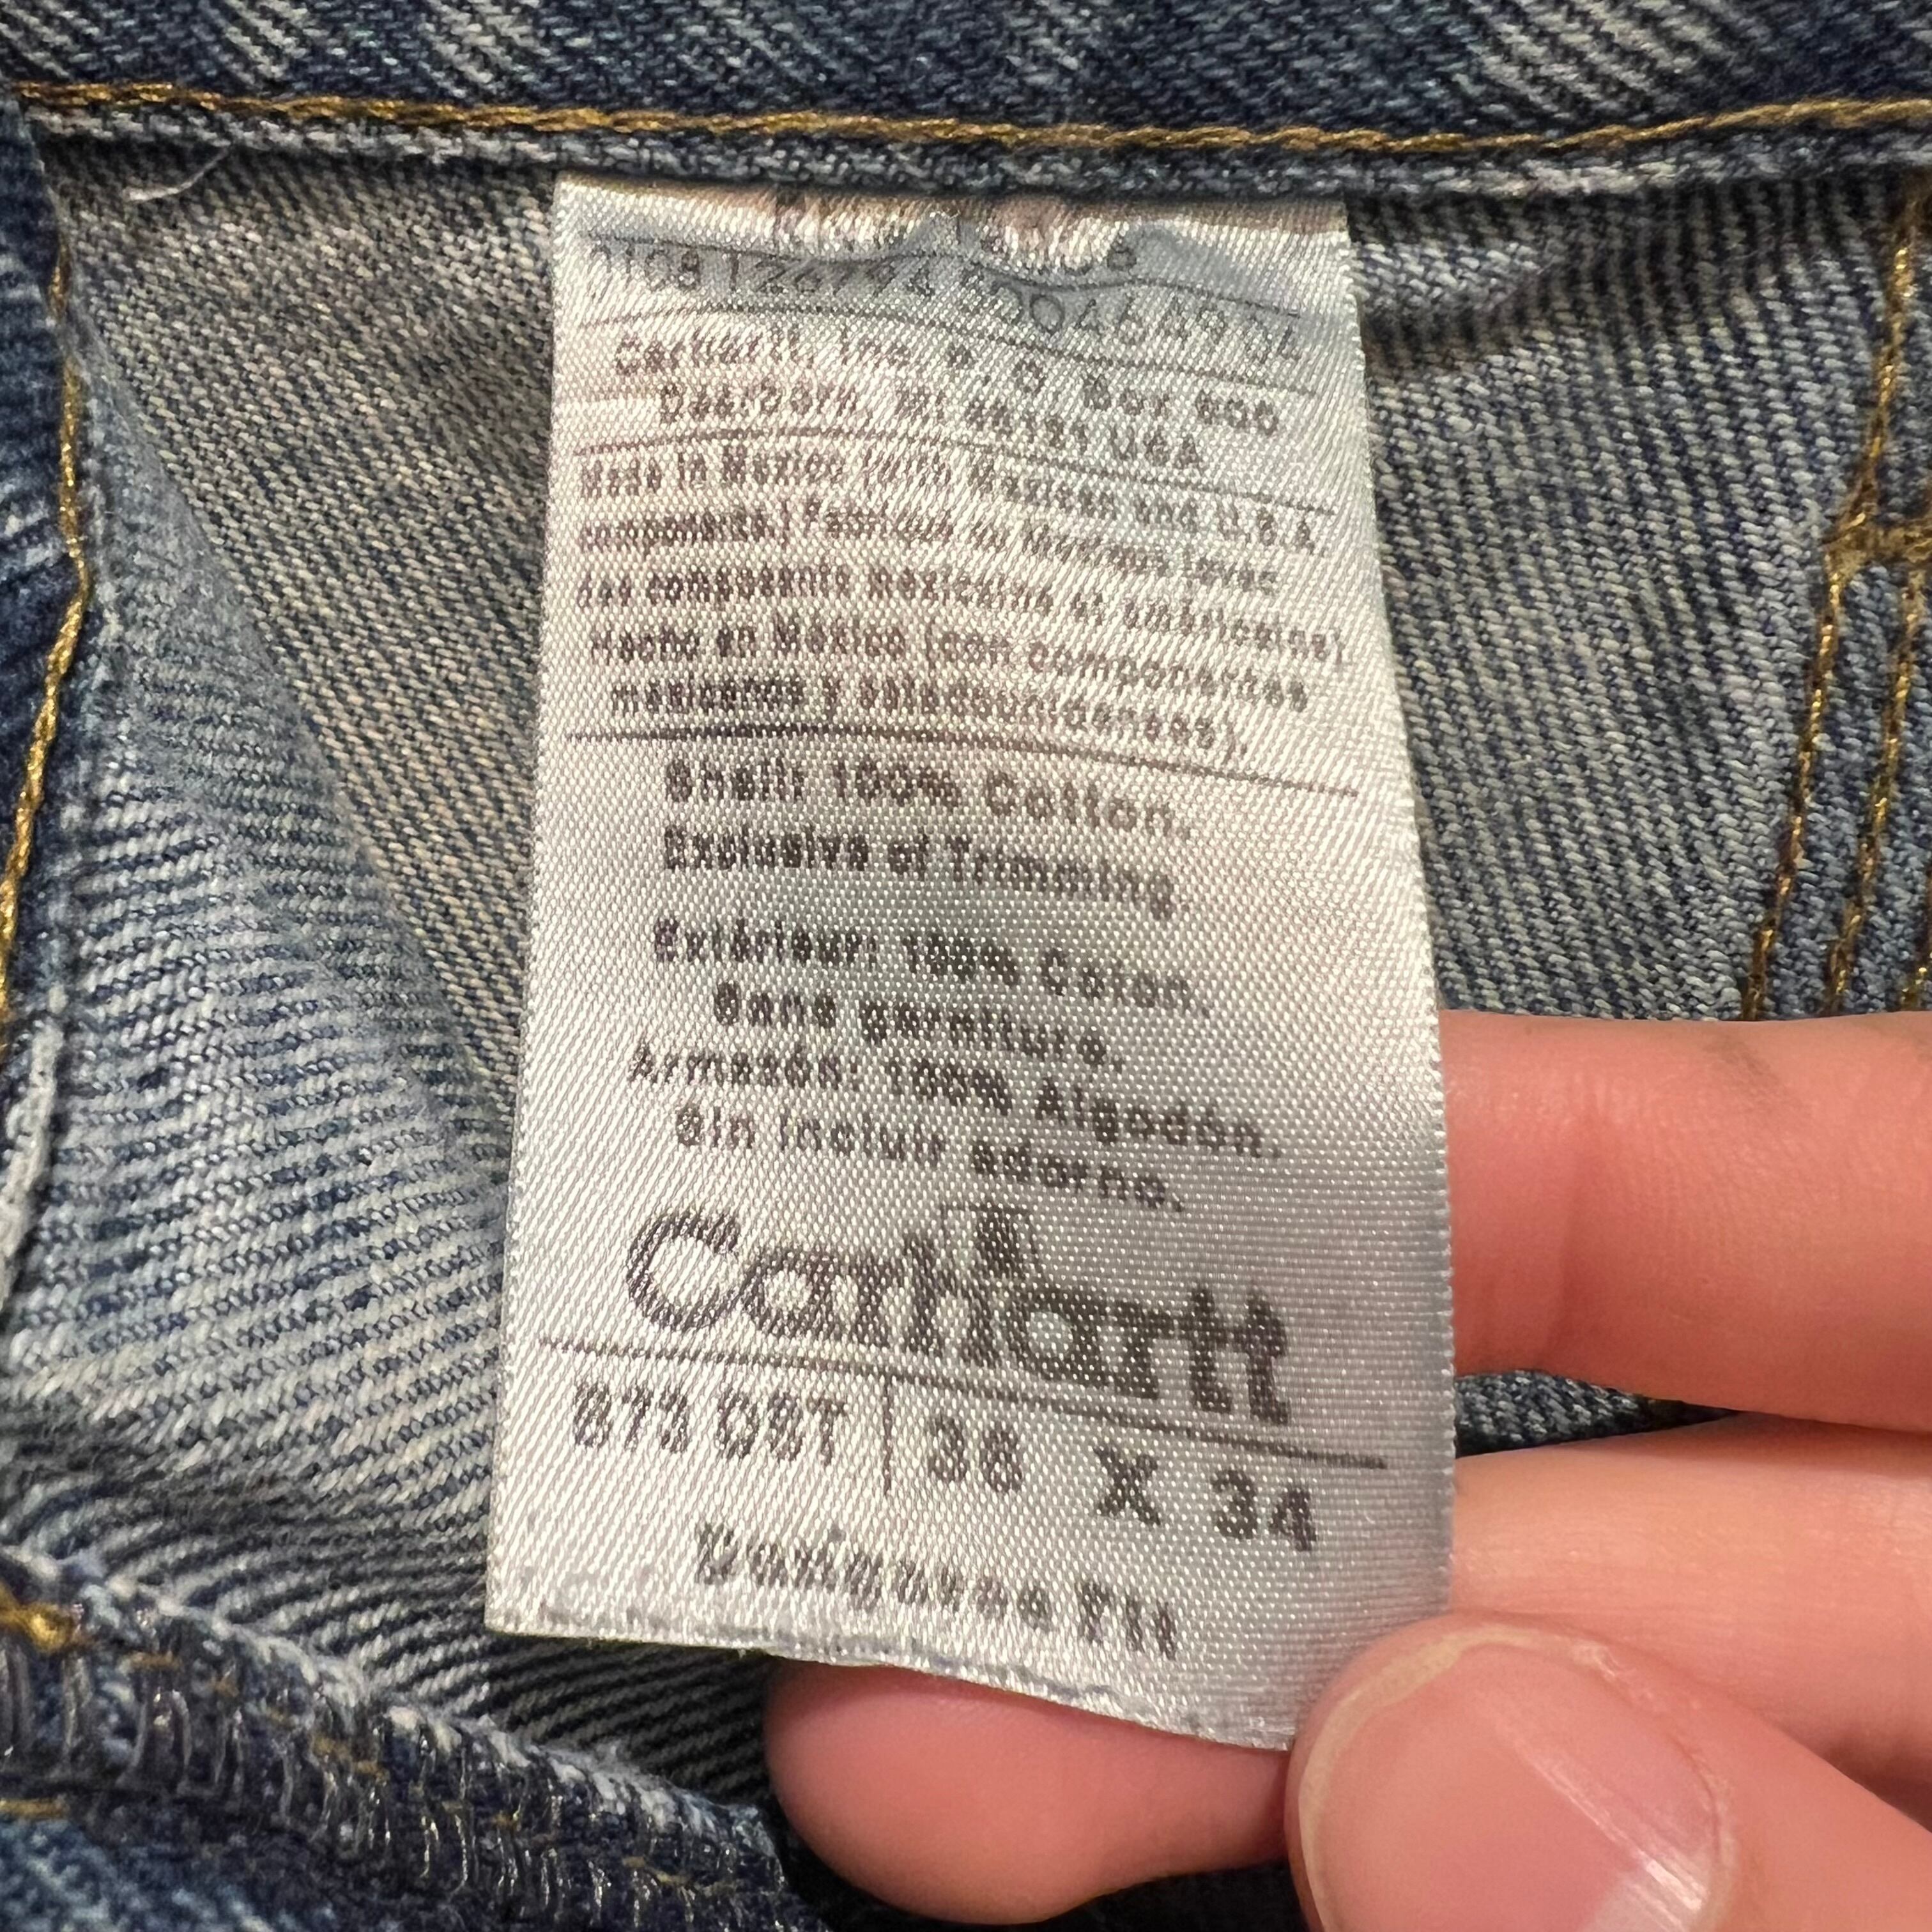 Carhartt, Inc. P.O. Box 600
Dearborn, MI 48121 USA
Made in Mexico (with Mexican and U.S.A.
components) Fabriqué au Mexique (avec
des composants mexicains et américains)
Hecho en México (con componentes
mexicanos y estadounidenses).
Shell: 100% Cotton.
Exclusive of Trimming
Extérieur: 100% Coton.
Sans garniture.
Armazón: 100% Algodón.
Sin incluir adorno.
Carhartt
B73 OST 38 X 34